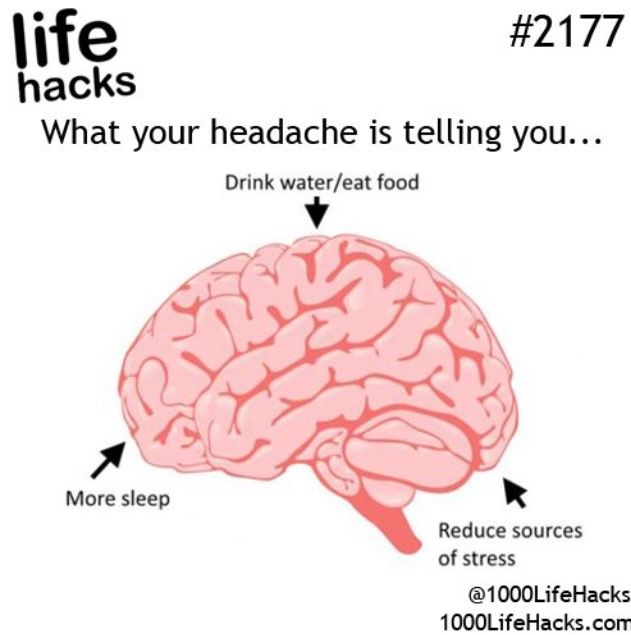 life
hacks
#2177
What your headache is telling you...
Drink water/eat food
More sleep
Reduce sources
of stress
@1000LifeHacks
1000LifeHacks.com